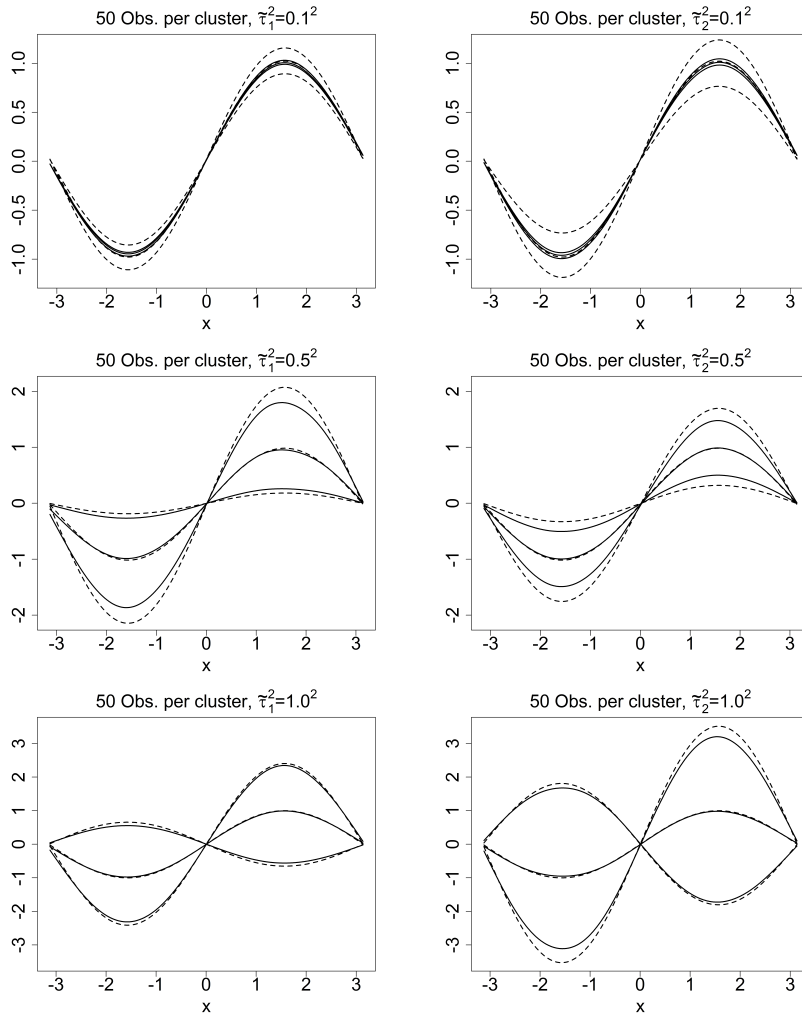 50 Obs. per cluster, τ̃₁²=0.1²
1.0
0.5
0.0
-0.5
-1.0
-3 -2 -1 0 1 2 3
x
50 Obs. per cluster, τ̃₂²=0.1²
1.0
0.5
0.0
-0.5
-1.0
-3 -2 -1 0 1 2 3
x
50 Obs. per cluster, τ̃₁²=0.5²
2
1
0
-1
-2
-3 -2 -1 0 1 2 3
x
50 Obs. per cluster, τ̃₂²=0.5²
2
1
0
-1
-2
-3 -2 -1 0 1 2 3
x
50 Obs. per cluster, τ̃₁²=1.0²
3
2
1
0
-1
-2
-3
-3 -2 -1 0 1 2 3
x
50 Obs. per cluster, τ̃₂²=1.0²
3
2
1
0
-1
-2
-3
-3 -2 -1 0 1 2 3
x